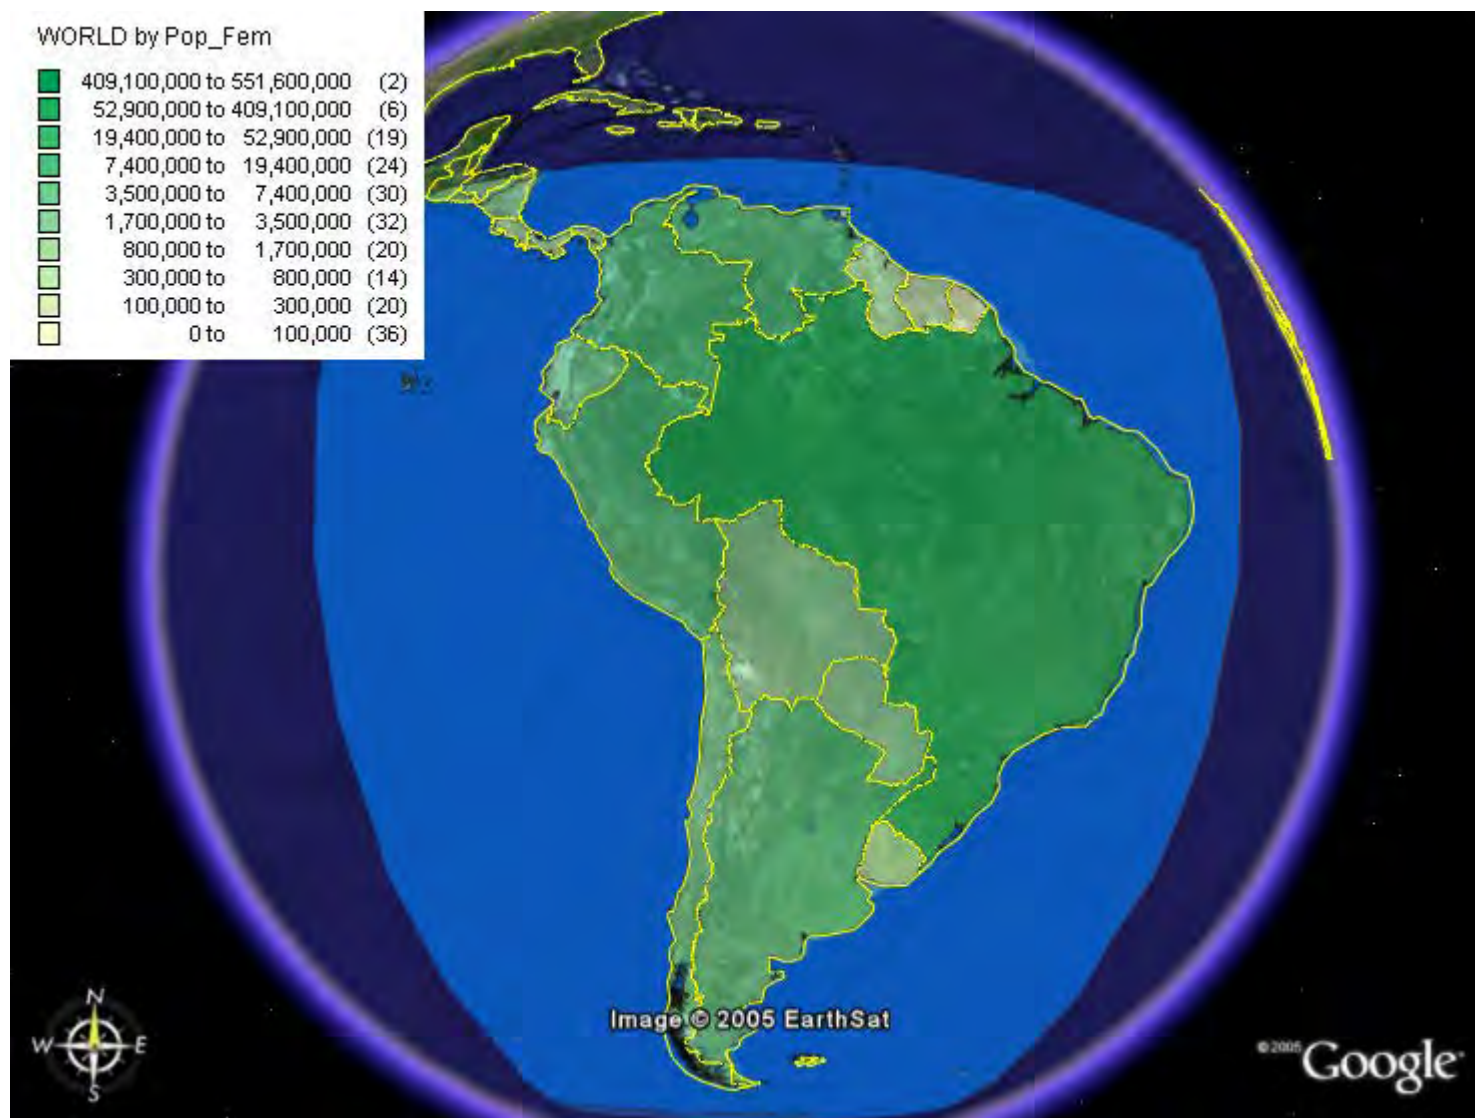 WORLD by Pop_Fem
409,100,000 to 551,600,000 (2)
52,900,000 to 409,100,000 (6)
19,400,000 to 52,900,000 (19)
7,400,000 to 19,400,000 (24)
3,500,000 to 7,400,000 (30)
1,700,000 to 3,500,000 (32)
800,000 to 1,700,000 (20)
300,000 to 800,000 (14)
100,000 to 300,000 (20)
0 to 100,000 (36)
Image © 2005 EarthSat
N
W E
S
©2005 Google